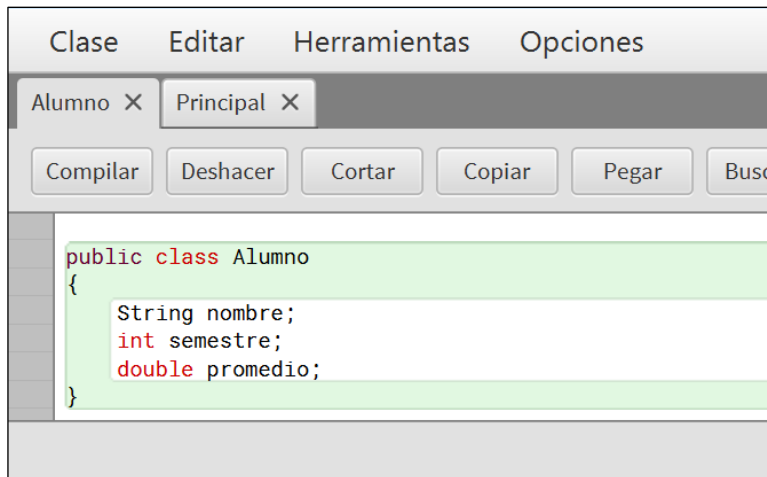 Clase Editar Herramientas Opciones
Alumno Principal
Compilar Deshacer Cortar Copiar Pegar
public class Alumno
{
String nombre;
int semestre;
double promedio;
}